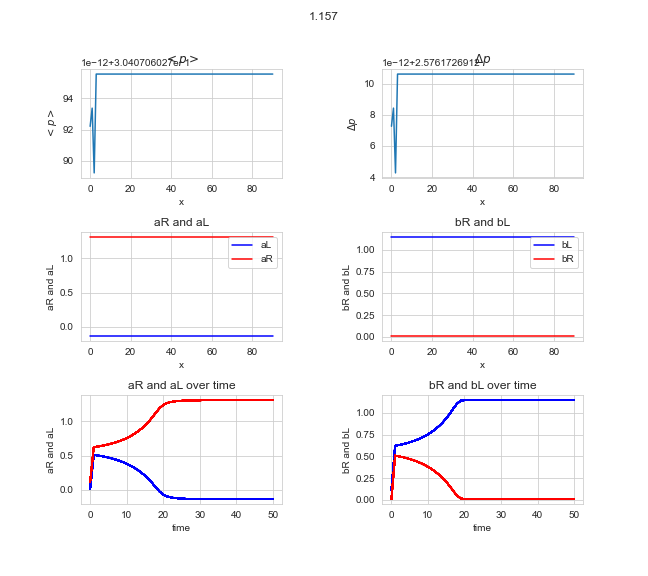 1.157
<p>
Δp
1e−12+3.040706027e−1
1e−12+2.576172691
94
92
90
<p>
0 20 40 60 80
x
10
8
6
4
Δp
0 20 40 60 80
x
aR and aL
bR and bL
1.0
0.5
0.0
aR and aL
aL
aR
0 20 40 60 80
x
1.00
0.75
0.50
0.25
0.00
bR and bL
bL
bR
0 20 40 60 80
x
aR and aL over time
bR and bL over time
1.0
0.5
0.0
aR and aL
0 10 20 30 40 50
time
1.00
0.75
0.50
0.25
0.00
bR and bL
0 10 20 30 40 50
time